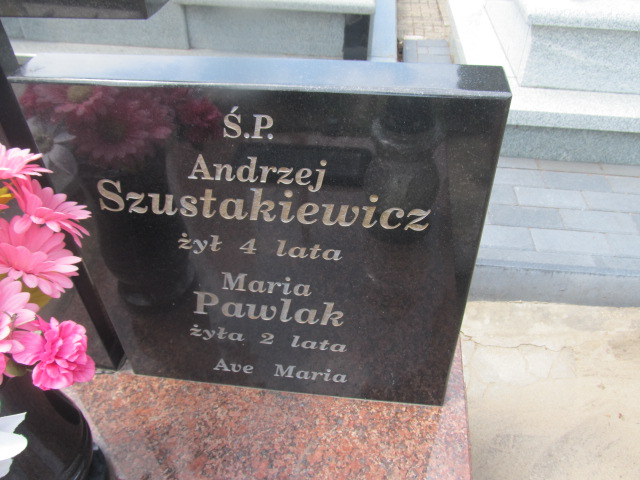 Ś.P.
Andrzej
Szustakiewicz
żył 4 lata
Maria
Pawlak
żyła 2 lata
Ave Maria